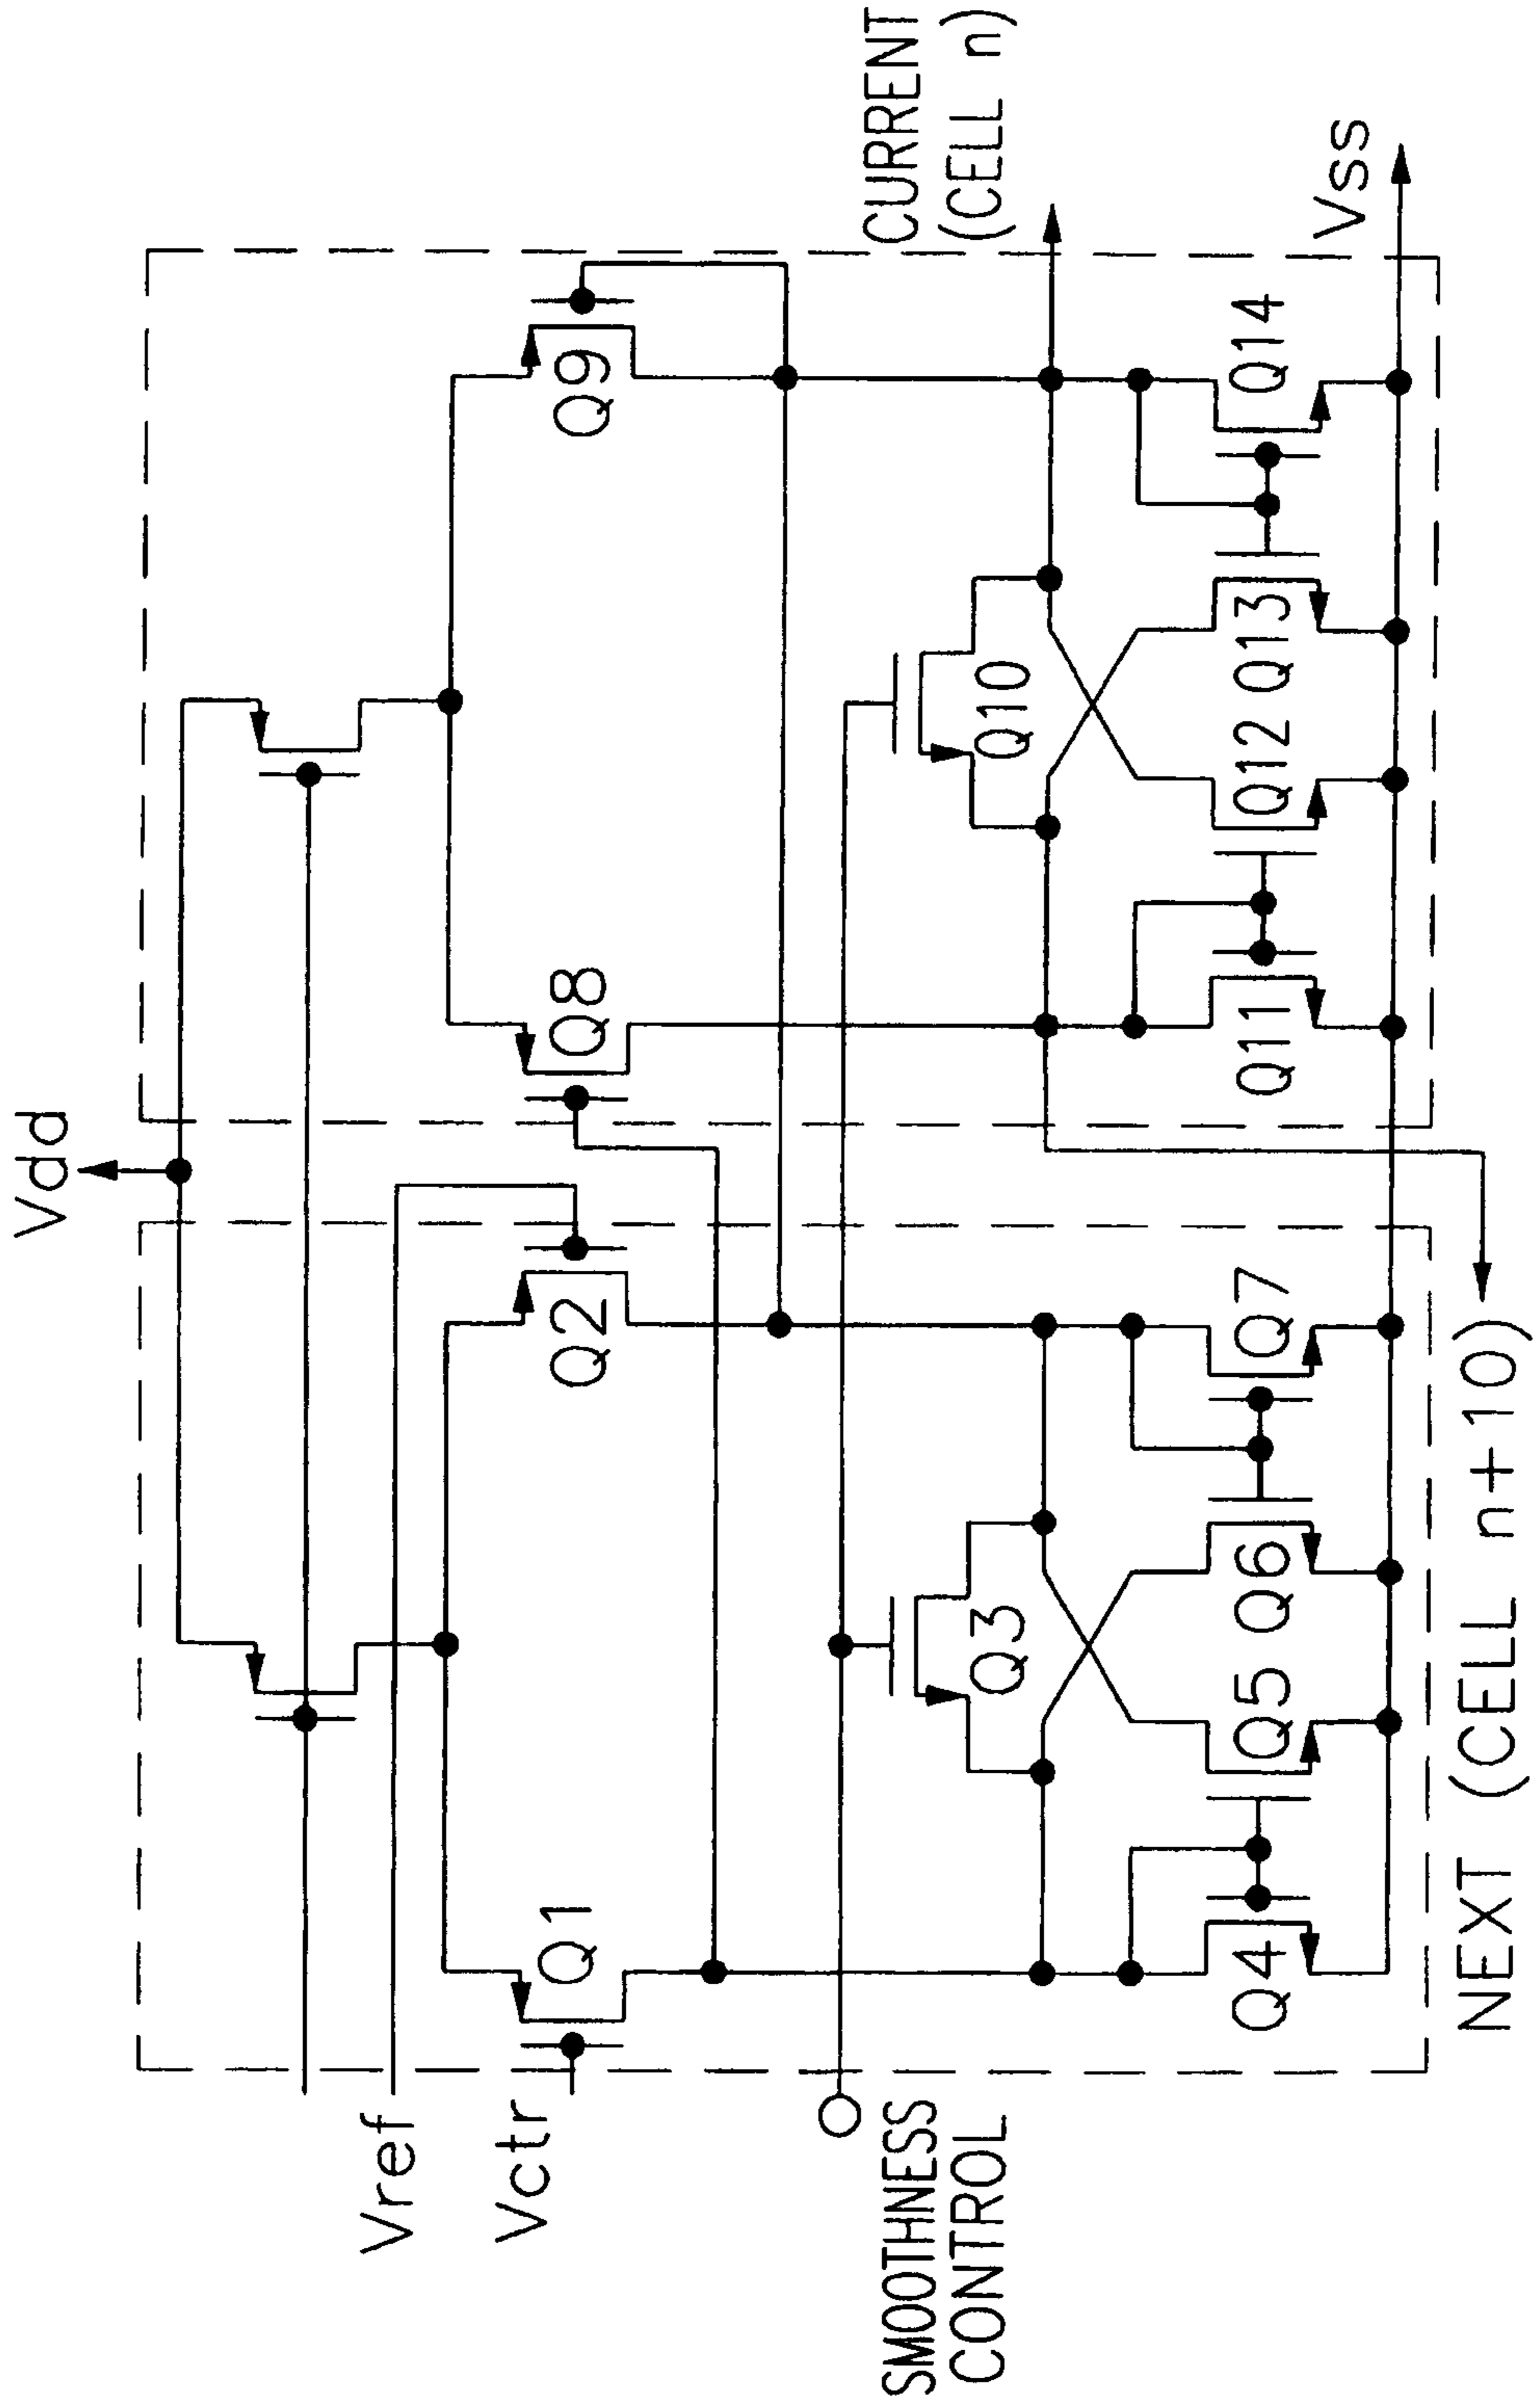 Vdd
Vref
Vctr
Q1
Q2
Q8
Q9
SMOOTHNESS
CONTROL
Q3
Q10
CURRENT
(CELL n)
Q4
Q5
Q6
Q7
Q11
Q12
Q13
Q14
Vss
NEXT (CELL n+10)